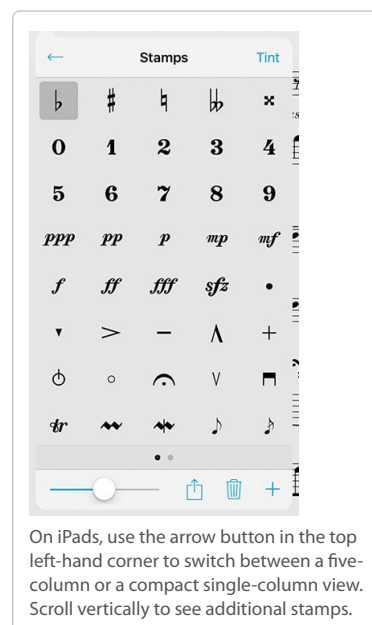 ← Stamps Tint
♭ ♯ ♮ 𝄫 𝄪
0 1 2 3 4
5 6 7 8 9
ppp pp p mp mf
f ff fff sfz
tr
On iPads, use the arrow button in the top
left-hand corner to switch between a five-
column or a compact single-column view.
Scroll vertically to see additional stamps.